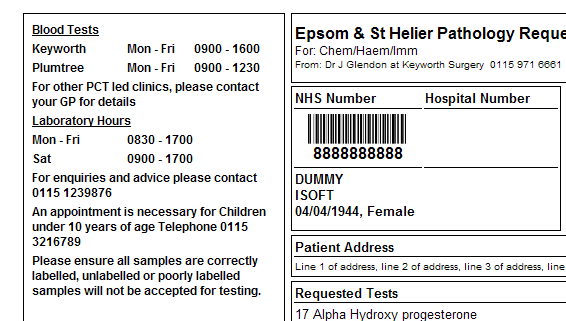 Blood Tests
Keyworth Mon - Fri 0900 - 1600
Plumtree Mon - Fri 0900 - 1230
For other PCT led clinics, please contact
your GP for details
Laboratory Hours
Mon - Fri 0830 - 1700
Sat 0900 - 1700
For enquiries and advice please contact
0115 1239876
An appointment is necessary for Children
under 10 years of age Telephone 0115
3216789
Please ensure all samples are correctly
labelled, unlabelled or poorly labelled
samples will not be accepted for testing.
Epsom & St Helier Pathology Reque
For: Chem/Haem/Imm
From: Dr J Glendon at Keyworth Surgery 0115 971 6661
NHS Number Hospital Number
8888888888
DUMMY
ISOFT
04/04/1944, Female
Patient Address
Line 1 of address, line 2 of address, line 3 of address, line
Requested Tests
17 Alpha Hydroxy progesterone